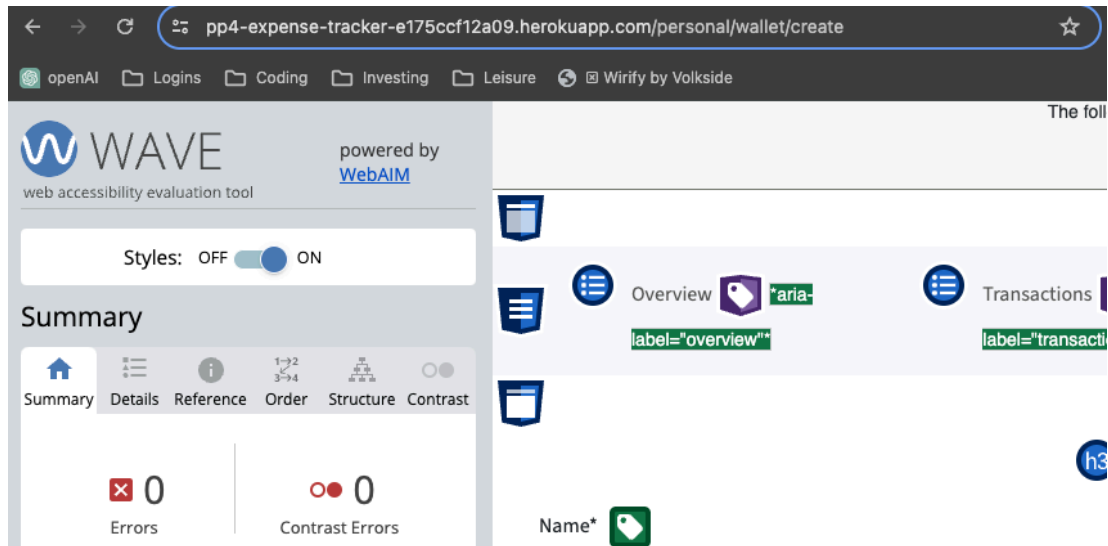 pp4-expense-tracker-e175ccf12a09.herokuapp.com/personal/wallet/create
openAI Logins Coding Investing Leisure Wirify by Volkside
The foll
WAVE
powered by
WebAIM
web accessibility evaluation tool
Styles: OFF ON
Overview *aria-
label="overview"*
Transactions
label="transacti
Summary
Summary Details Reference Order Structure Contrast
0 0
Errors Contrast Errors
h3
Name*